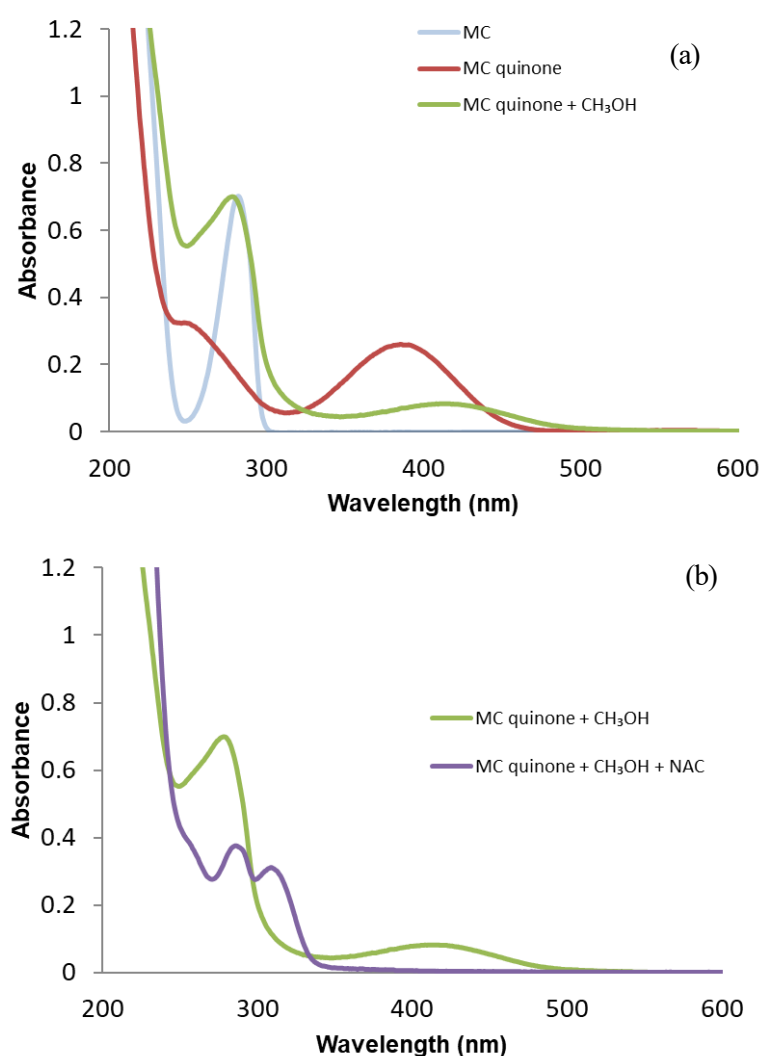 (a)
MC
MC quinone
MC quinone + CH₃OH
1.2
1
0.8
0.6
0.4
0.2
0
Absorbance
200 300 400 500 600
Wavelength (nm)
(b)
MC quinone + CH₃OH
MC quinone + CH₃OH + NAC
1.2
1
0.8
0.6
0.4
0.2
0
Absorbance
200 300 400 500 600
Wavelength (nm)